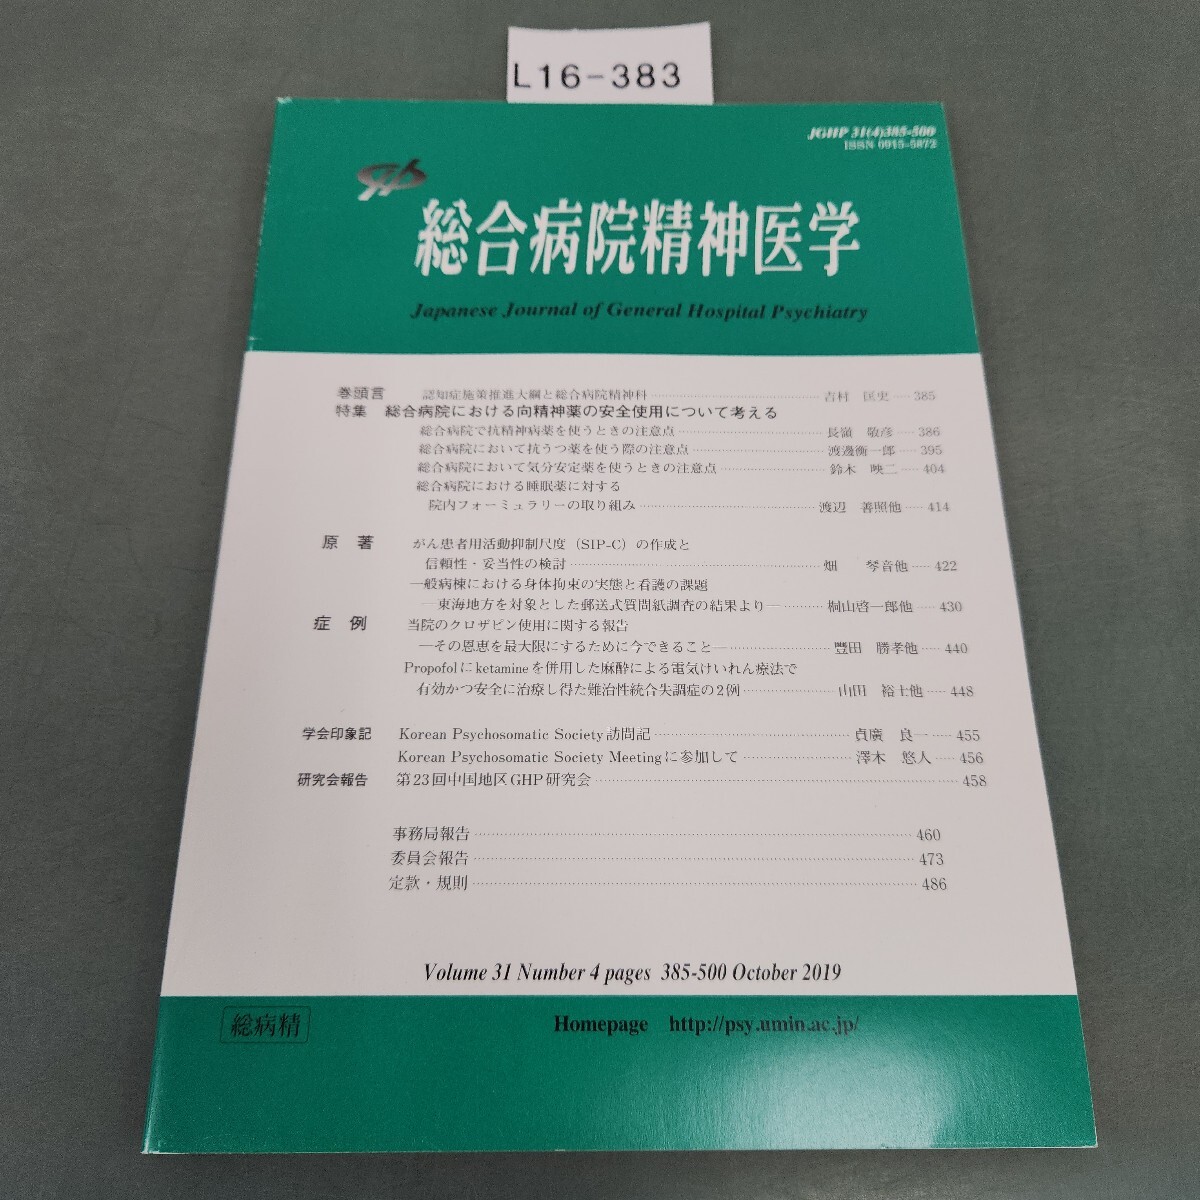 L16-383
JGHP 31(4)385-500
ISSN 0915-5872
総合病院精神医学
Japanese Journal of General Hospital Psychiatry
巻頭言 認知症施策推進大綱と総合病院精神科 吉村 匡史 385
特集 総合病院における向精神薬の安全使用について考える
総合病院で抗精神病薬を使うときの注意点 長嶺 敬彦 386
総合病院において抗うつ薬を使う際の注意点 渡邊衡一郎 395
総合病院において気分安定薬を使うときの注意点 鈴木 映二 404
総合病院における睡眠薬に対する
院内フォーミュラリーの取り組み 渡辺 善照他 414
原著 がん患者用活動抑制尺度（SIP-C）の作成と
信頼性・妥当性の検討 畑 琴音他 422
一般病棟における身体拘束の実態と看護の課題
―東海地方を対象とした郵送式質問紙調査の結果より― 桐山啓一郎他 430
症例 当院のクロザピン使用に関する報告
―その恩恵を最大限にするために今できること― 豐田 勝孝他 440
Propofolにketamineを併用した麻酔による電気けいれん療法で
有効かつ安全に治療し得た難治性統合失調症の2例 山田 裕士他 448
学会印象記 Korean Psychosomatic Society訪問記 貞廣 良一 455
Korean Psychosomatic Society Meetingに参加して 澤木 悠人 456
研究会報告 第23回中国地区GHP研究会 458
事務局報告 460
委員会報告 473
定款・規則 486
Volume 31 Number 4 pages 385-500 October 2019
総病精
Homepage http://psy.umin.ac.jp/